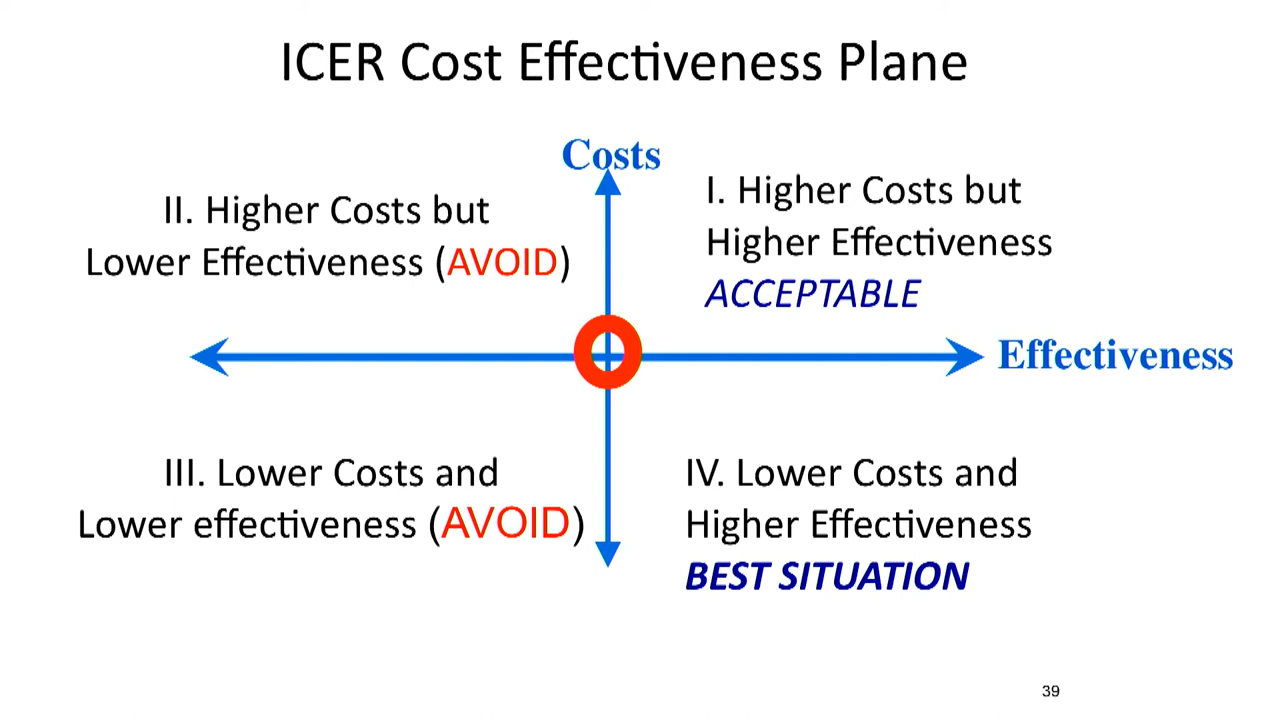 ICER Cost Effectiveness Plane
Costs
II. Higher Costs but
Lower Effectiveness (AVOID)
I. Higher Costs but
Higher Effectiveness
ACCEPTABLE
Effectiveness
III. Lower Costs and
Lower effectiveness (AVOID)
IV. Lower Costs and
Higher Effectiveness
BEST SITUATION
39